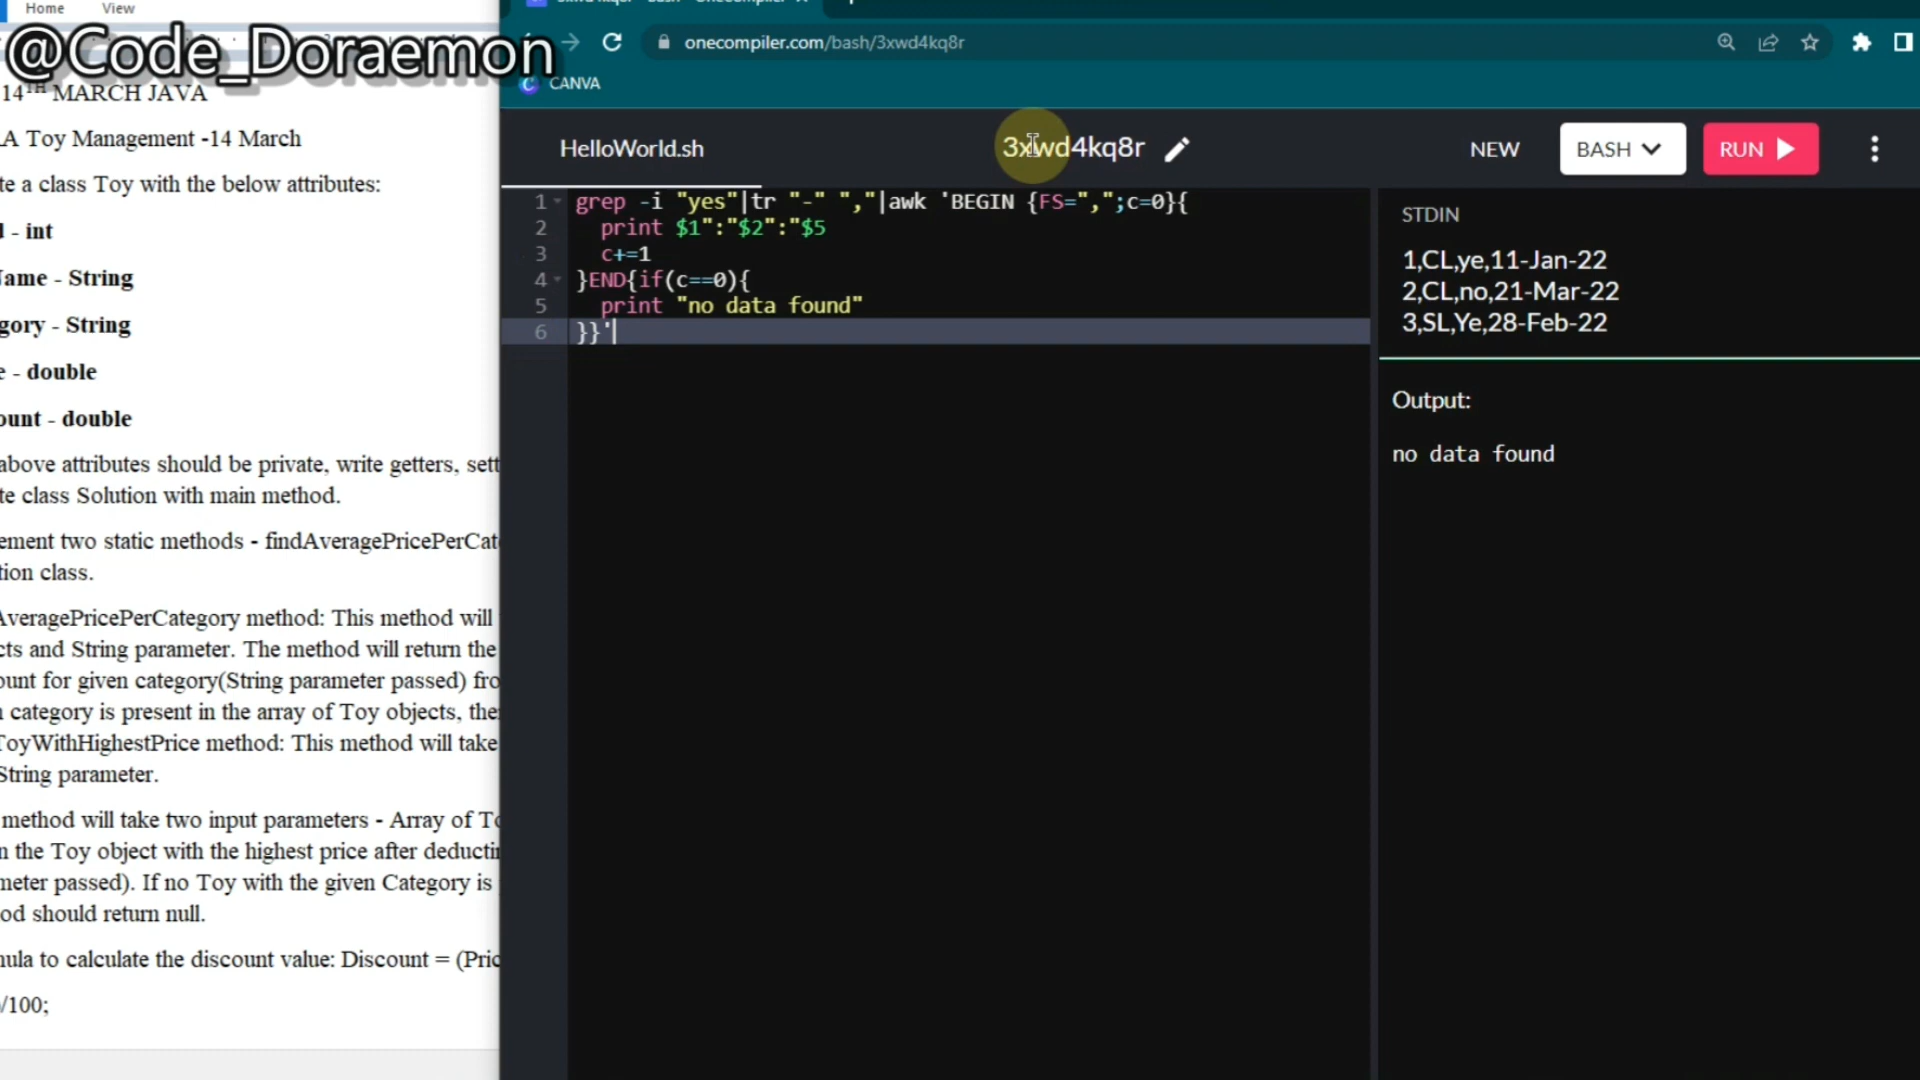 Home View
@Code_Doraemon
14TH MARCH JAVA
A Toy Management -14 March
te a class Toy with the below attributes:
- int
ame - String
gory - String
e - double
ount - double
above attributes should be private, write getters, sett
te class Solution with main method.
ement two static methods - findAveragePricePerCate
tion class.
AveragePricePerCategory method: This method will
cts and String parameter. The method will return the
ount for given category(String parameter passed) fro
category is present in the array of Toy objects, the
ToyWithHighestPrice method: This method will take
String parameter.
method will take two input parameters - Array of To
n the Toy object with the highest price after deductin
meter passed). If no Toy with the given Category is
od should return null.
nula to calculate the discount value: Discount = (Pric
/100;
onecompiler.com/bash/3xwd4kq8r
CANVA
HelloWorld.sh
3xwd4kq8r
NEW
BASH
RUN
1 grep -i "yes"|tr "-" ","|awk 'BEGIN {FS=",";c=0}{
2 print $1":"$2":"$5
3 c+=1
4 }END{if(c==0){
5 print "no data found"
6 }}'
STDIN
1,CL,ye,11-Jan-22
2,CL,no,21-Mar-22
3,SL,Ye,28-Feb-22
Output:
no data found